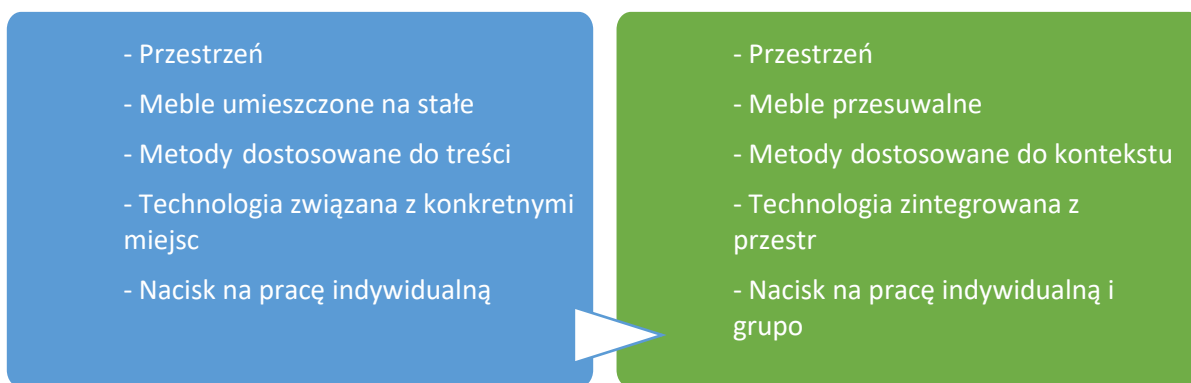 - Przestrzeń
- Meble umieszczone na stałe
- Metody dostosowane do treści
- Technologia związana z konkretnymi
miejsc
- Nacisk na pracę indywidualną
- Przestrzeń
- Meble przesuwalne
- Metody dostosowane do kontekstu
- Technologia zintegrowana z
przestr
- Nacisk na pracę indywidualną i
grupo